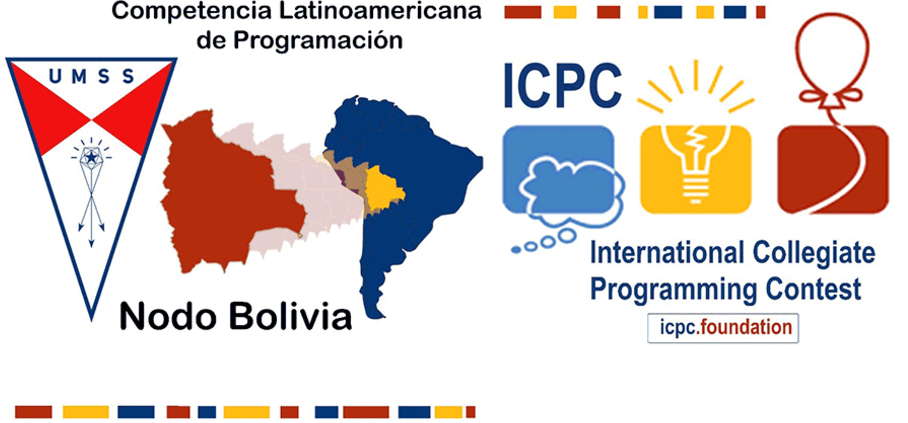 Competencia Latinoamericana
de Programación
UMSS
Nodo Bolivia
ICPC
International Collegiate
Programming Contest
icpc.foundation